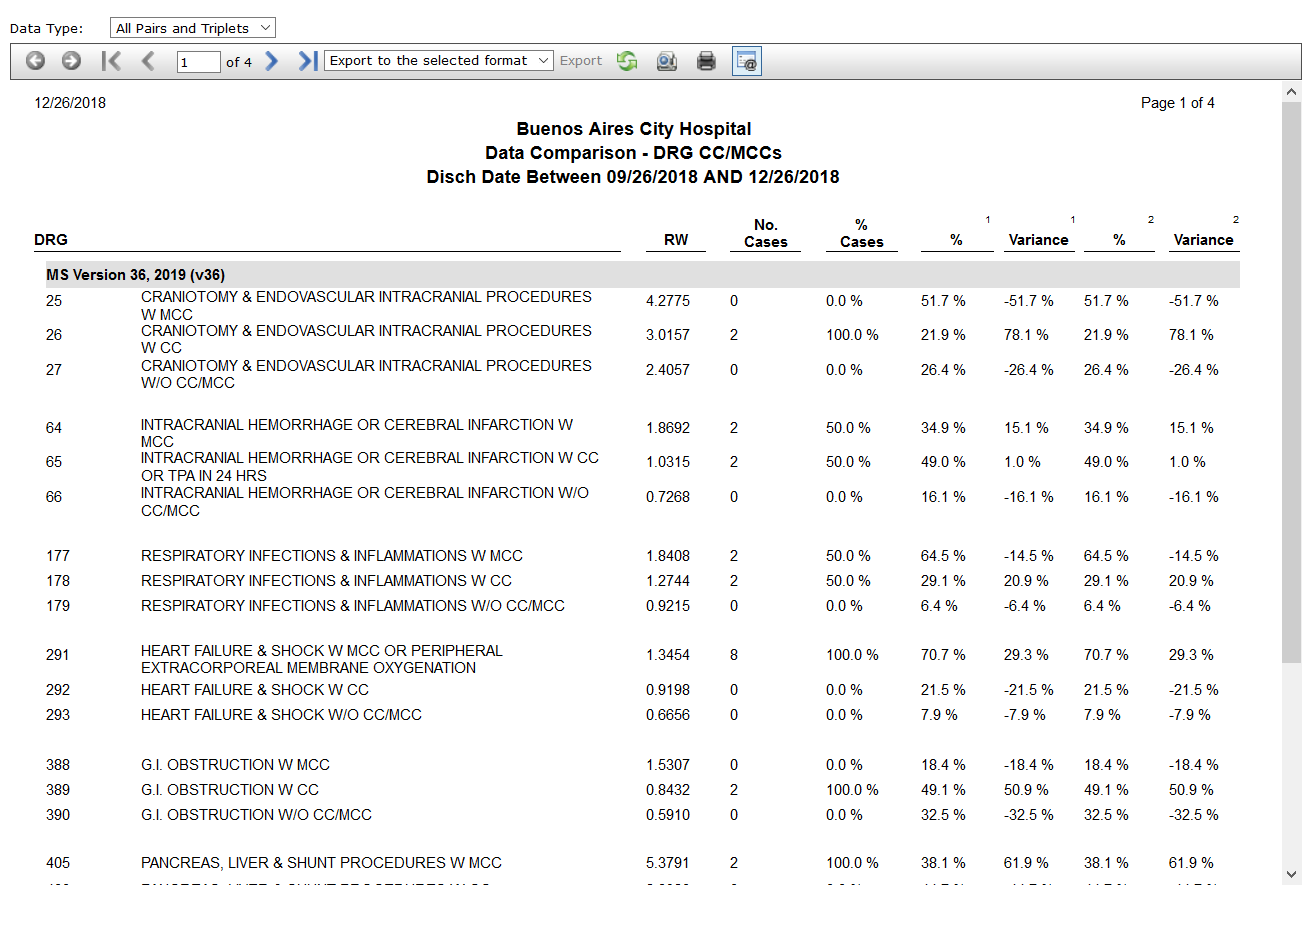 Data Type: All Pairs and Triplets
1 of 4 Export to the selected format Export
12/26/2018 Page 1 of 4
Buenos Aires City Hospital
Data Comparison - DRG CC/MCCs
Disch Date Between 09/26/2018 AND 12/26/2018
1 1 2 2
No. %
DRG RW Cases Cases % Variance % Variance
MS Version 36, 2019 (v36)
25 CRANIOTOMY & ENDOVASCULAR INTRACRANIAL PROCEDURES 4.2775 0 0.0 % 51.7 % -51.7 % 51.7 % -51.7 %
W MCC
26 CRANIOTOMY & ENDOVASCULAR INTRACRANIAL PROCEDURES 3.0157 2 100.0 % 21.9 % 78.1 % 21.9 % 78.1 %
W CC
27 CRANIOTOMY & ENDOVASCULAR INTRACRANIAL PROCEDURES 2.4057 0 0.0 % 26.4 % -26.4 % 26.4 % -26.4 %
W/O CC/MCC
64 INTRACRANIAL HEMORRHAGE OR CEREBRAL INFARCTION W 1.8692 2 50.0 % 34.9 % 15.1 % 34.9 % 15.1 %
MCC
65 INTRACRANIAL HEMORRHAGE OR CEREBRAL INFARCTION W CC 1.0315 2 50.0 % 49.0 % 1.0 % 49.0 % 1.0 %
OR TPA IN 24 HRS
66 INTRACRANIAL HEMORRHAGE OR CEREBRAL INFARCTION W/O 0.7268 0 0.0 % 16.1 % -16.1 % 16.1 % -16.1 %
CC/MCC
177 RESPIRATORY INFECTIONS & INFLAMMATIONS W MCC 1.8408 2 50.0 % 64.5 % -14.5 % 64.5 % -14.5 %
178 RESPIRATORY INFECTIONS & INFLAMMATIONS W CC 1.2744 2 50.0 % 29.1 % 20.9 % 29.1 % 20.9 %
179 RESPIRATORY INFECTIONS & INFLAMMATIONS W/O CC/MCC 0.9215 0 0.0 % 6.4 % -6.4 % 6.4 % -6.4 %
291 HEART FAILURE & SHOCK W MCC OR PERIPHERAL 1.3454 8 100.0 % 70.7 % 29.3 % 70.7 % 29.3 %
EXTRACORPOREAL MEMBRANE OXYGENATION
292 HEART FAILURE & SHOCK W CC 0.9198 0 0.0 % 21.5 % -21.5 % 21.5 % -21.5 %
293 HEART FAILURE & SHOCK W/O CC/MCC 0.6656 0 0.0 % 7.9 % -7.9 % 7.9 % -7.9 %
388 G.I. OBSTRUCTION W MCC 1.5307 0 0.0 % 18.4 % -18.4 % 18.4 % -18.4 %
389 G.I. OBSTRUCTION W CC 0.8432 2 100.0 % 49.1 % 50.9 % 49.1 % 50.9 %
390 G.I. OBSTRUCTION W/O CC/MCC 0.5910 0 0.0 % 32.5 % -32.5 % 32.5 % -32.5 %
405 PANCREAS, LIVER & SHUNT PROCEDURES W MCC 5.3791 2 100.0 % 38.1 % 61.9 % 38.1 % 61.9 %